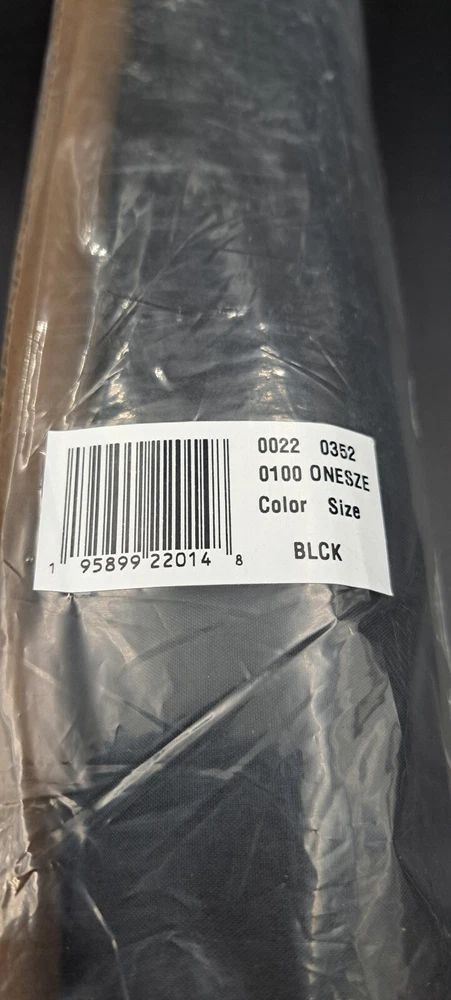 0022 0352
0100 ONESZE
Color Size
BLCK
1 95899 22014 8